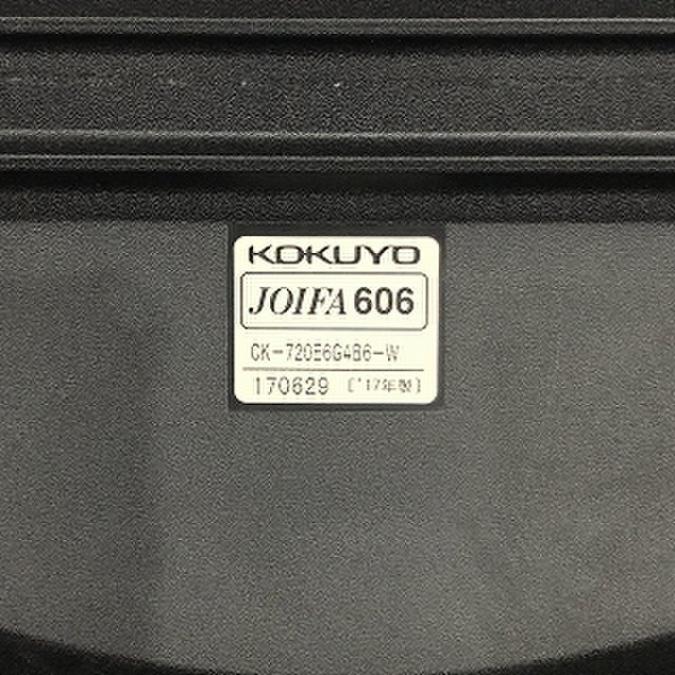 KOKUYO
JOIFA 606
CK-720E6G4B6-W
170629 ['17年製]